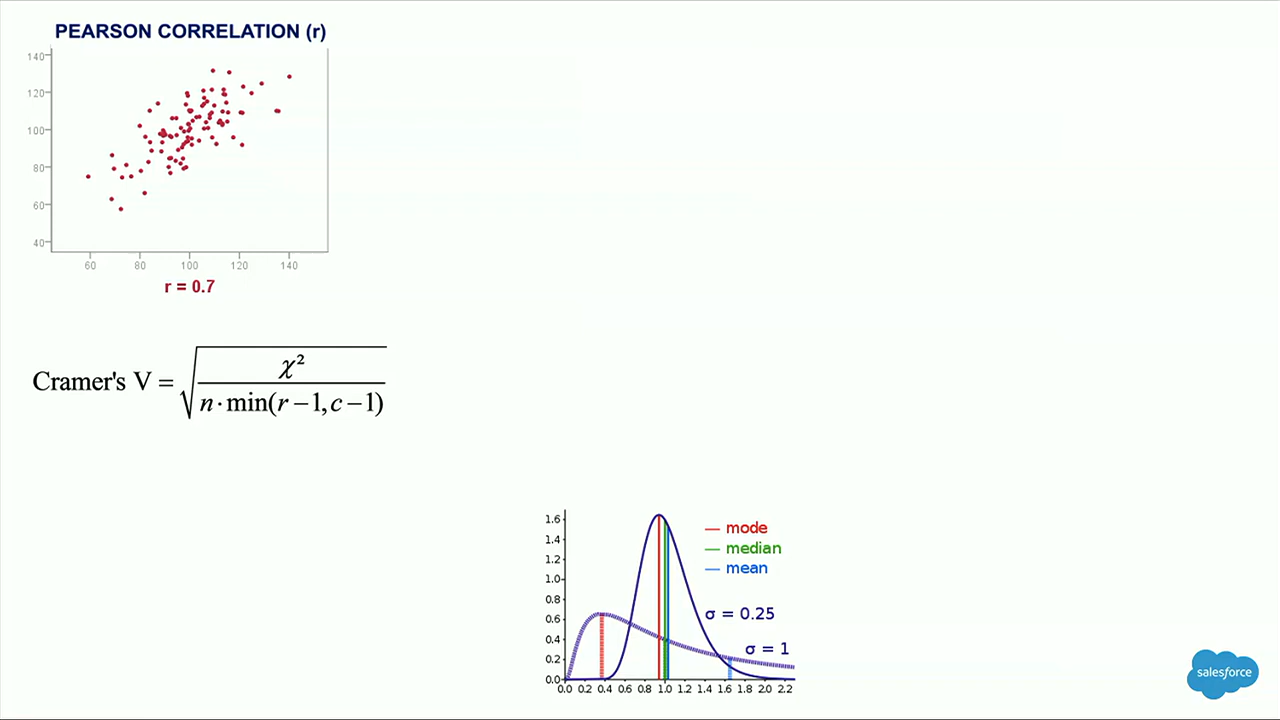 PEARSON CORRELATION (r)
140
120
100
80
60
40
60 80 100 120 140
r = 0.7
Cramer's V = √ χ² / n · min(r − 1, c − 1)
1.6
1.4
1.2
1.0
0.8
0.6
0.4
0.2
0.0
mode
median
mean
σ = 0.25
σ = 1
0.0 0.2 0.4 0.6 0.8 1.0 1.2 1.4 1.6 1.8 2.0 2.2
salesforce